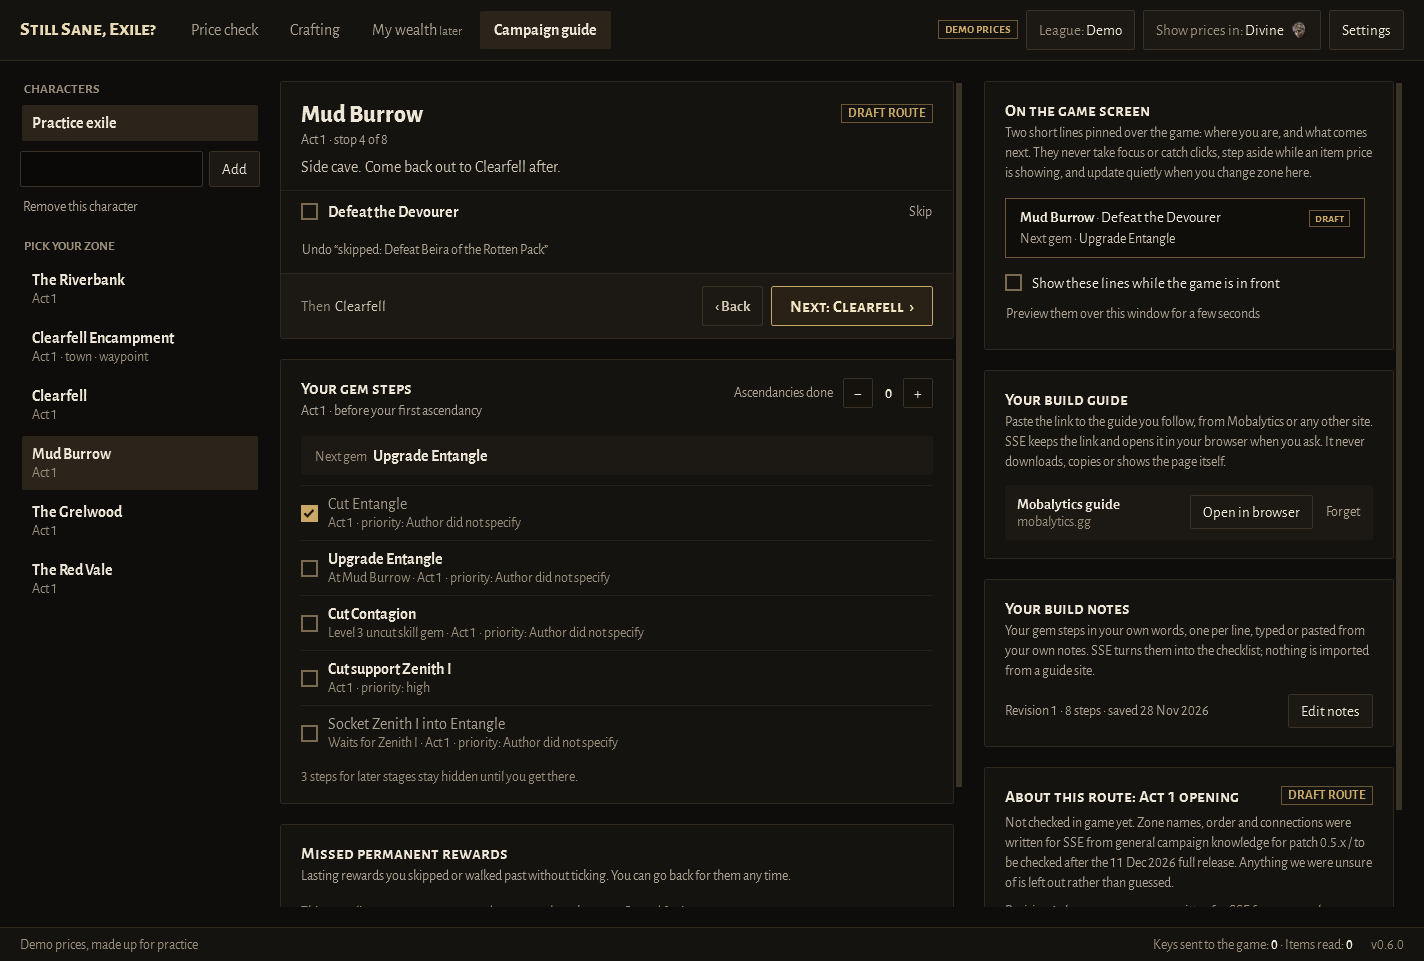 Still Sane, Exile?
Price check
Crafting
My wealth later
Campaign guide
DEMO PRICES
League: Demo
Show prices in: Divine
Settings
CHARACTERS
Practice exile
Add
Remove this character
PICK YOUR ZONE
The Riverbank
Act 1
Clearfell Encampment
Act 1 · town · waypoint
Clearfell
Act 1
Mud Burrow
Act 1
The Grelwood
Act 1
The Red Vale
Act 1
Mud Burrow
DRAFT ROUTE
Act 1 · stop 4 of 8
Side cave. Come back out to Clearfell after.
Defeat the Devourer
Skip
Undo “skipped: Defeat Beira of the Rotten Pack”
Then Clearfell
‹ Back
Next: Clearfell ›
Your gem steps
Act 1 · before your first ascendancy
Ascendancies done
− 0 +
Next gem Upgrade Entangle
Cut Entangle
Act 1 · priority: Author did not specify
Upgrade Entangle
At Mud Burrow · Act 1 · priority: Author did not specify
Cut Contagion
Level 3 uncut skill gem · Act 1 · priority: Author did not specify
Cut support Zenith I
Act 1 · priority: high
Socket Zenith I into Entangle
Waits for Zenith I · Act 1 · priority: Author did not specify
3 steps for later stages stay hidden until you get there.
Missed permanent rewards
Lasting rewards you skipped or walked past without ticking. You can go back for them any time.
On the game screen
Two short lines pinned over the game: where you are, and what comes
next. They never take focus or catch clicks, step aside while an item price
is showing, and update quietly when you change zone here.
Mud Burrow · Defeat the Devourer
DRAFT
Next gem · Upgrade Entangle
Show these lines while the game is in front
Preview them over this window for a few seconds
Your build guide
Paste the link to the guide you follow, from Mobalytics or any other site.
SSE keeps the link and opens it in your browser when you ask. It never
downloads, copies or shows the page itself.
Mobalytics guide
mobalytics.gg
Open in browser
Forget
Your build notes
Your gem steps in your own words, one per line, typed or pasted from
your own notes. SSE turns them into the checklist; nothing is imported
from a guide site.
Revision 1 · 8 steps · saved 28 Nov 2026
Edit notes
About this route: Act 1 opening
DRAFT ROUTE
Not checked in game yet. Zone names, order and connections were
written for SSE from general campaign knowledge for patch 0.5.x / to
be checked after the 11 Dec 2026 full release. Anything we were unsure
of is left out rather than guessed.
Demo prices, made up for practice
Keys sent to the game: 0 · Items read: 0
v0.6.0